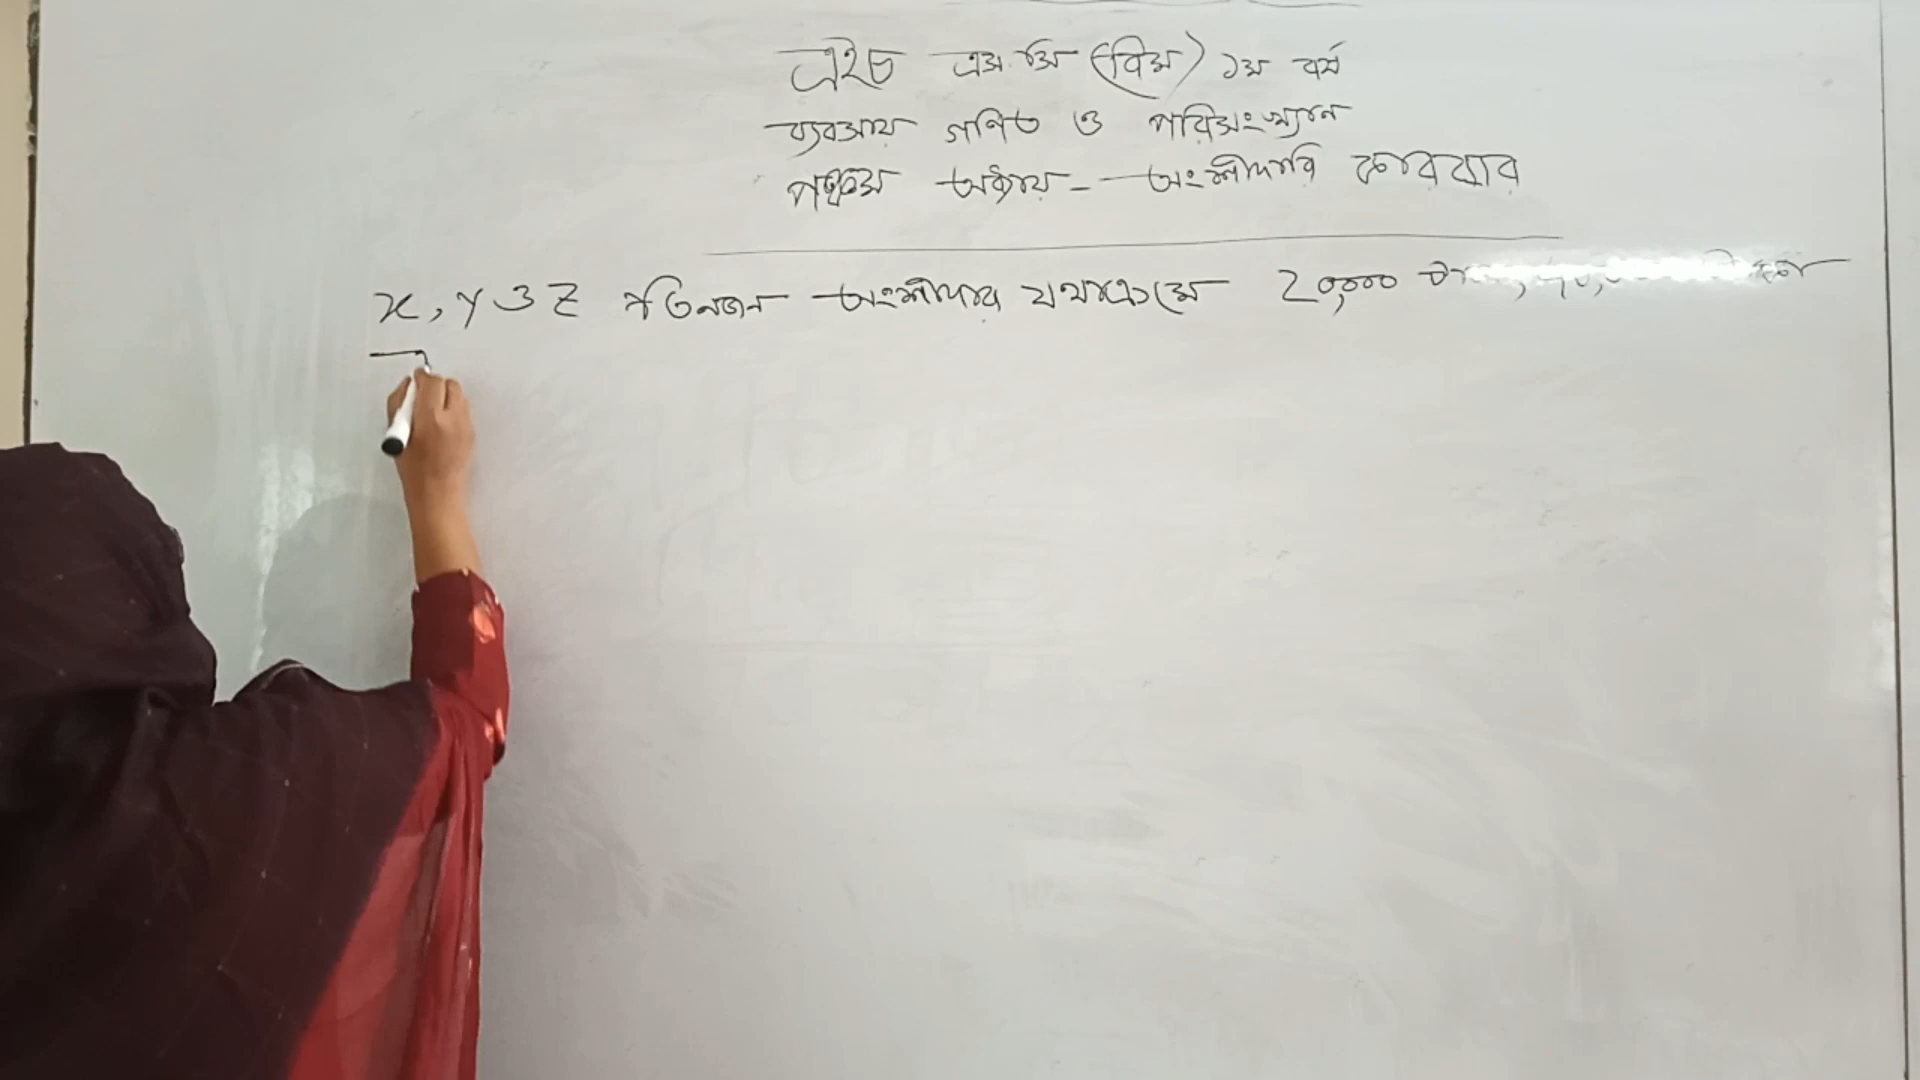 এইচ এস.সি (বিএম) ১ম বর্ষ
ব্যবসায় গণিত ও পরিসংখ্যান
পঞ্চম অধ্যায় - অংশীদারি কারবার
x, y ও z তিনজন অংশীদার যথাক্রমে 20,000